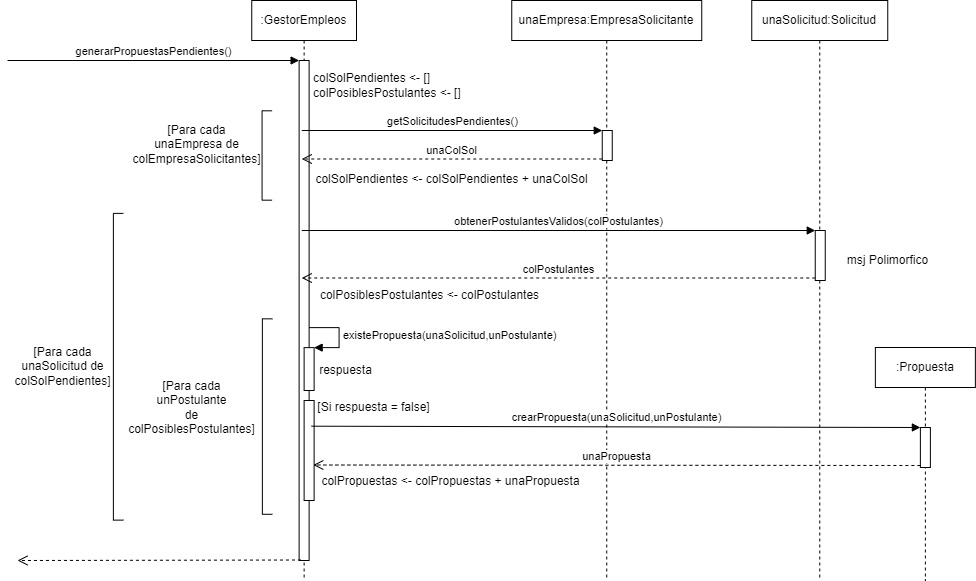 :GestorEmpleos
unaEmpresa:EmpresaSolicitante
unaSolicitud:Solicitud
generarPropuestasPendientes()
colSolPendientes <- []
colPosiblesPostulantes <- []
[Para cada
unaEmpresa de
colEmpresaSolicitantes]
getSolicitudesPendientes()
unaColSol
colSolPendientes <- colSolPendientes + unaColSol
obtenerPostulantesValidos(colPostulantes)
msj Polimorfico
colPostulantes
colPosiblesPostulantes <- colPostulantes
existePropuesta(unaSolicitud,unPostulante)
[Para cada
unaSolicitud de
colSolPendientes]
respuesta
:Propuesta
[Para cada
unPostulante
de
colPosiblesPostulantes]
[Si respuesta = false]
crearPropuesta(unaSolicitud,unPostulante)
unaPropuesta
colPropuestas <- colPropuestas + unaPropuesta